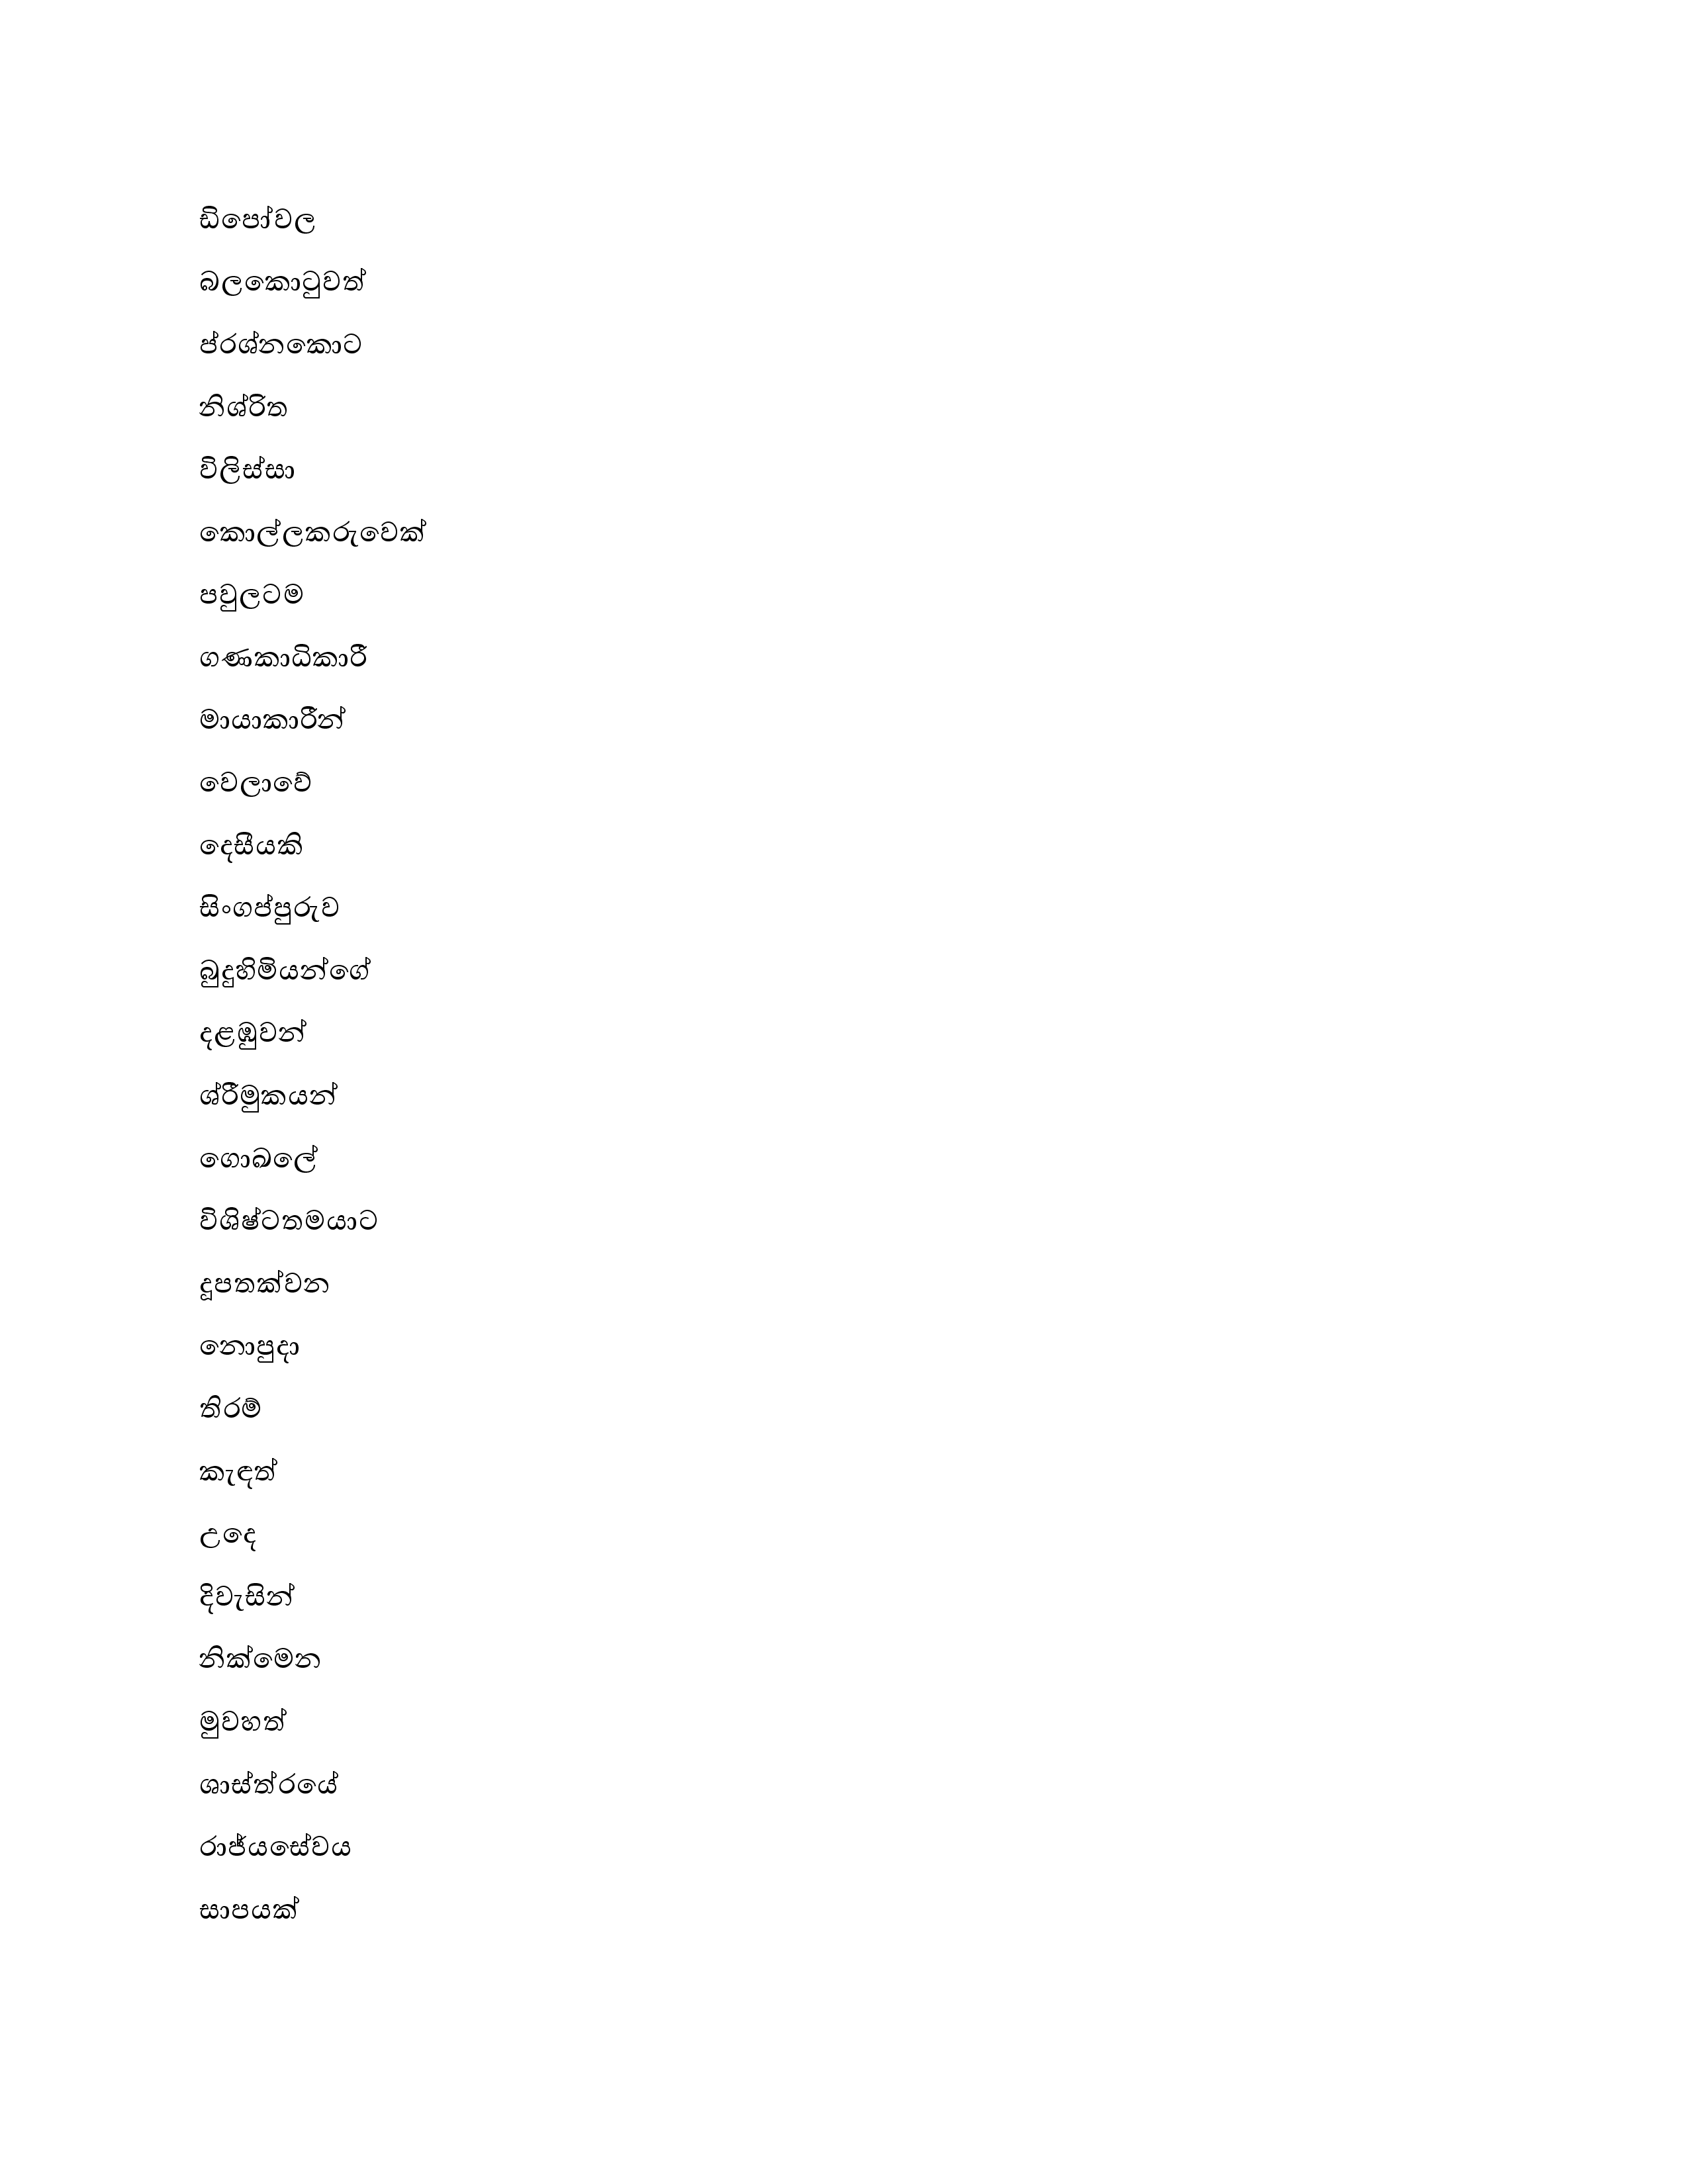 ඩිපෝවල
බලකොටුවත්
ප්රශ්නකොට
නිශ්රිත
විලිස්සා
කොල්ලකරුවෙක්
පවුලටම
ගණකාධිකාරී
මායාකාරීන්
වෙලාවේ
දෙසීයකි
සිංගප්පුරුව
බුදුහිමියන්ගේ
දළඹුවන්
ශ්රීමුකයන්
ගොඛලේ
විශිෂ්ටතමයාට
දූපතක්වන
නොපුදා
තිරම්
කැඳත්
උදෙ
දිවැසින්
නික්මෙන
මුවහත්
ශාස්ත්රයේ
රාජ්යසේවය
සාපයක්